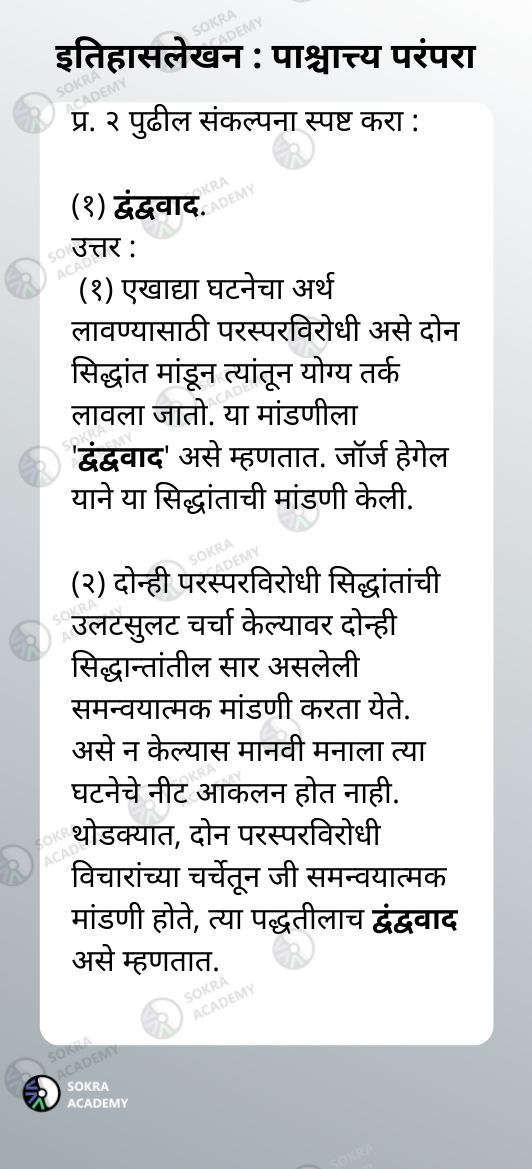 इतिहासलेखन : पाश्चात्त्य परंपरा
प्र. २ पुढील संकल्पना स्पष्ट करा :
(१) द्वंद्ववाद.
उत्तर :
(१) एखाद्या घटनेचा अर्थ
लावण्यासाठी परस्परविरोधी असे दोन
सिद्धांत मांडून त्यांतून योग्य तर्क
लावला जातो. या मांडणीला
'द्वंद्ववाद' असे म्हणतात. जॉर्ज हेगेल
याने या सिद्धांताची मांडणी केली.
(२) दोन्ही परस्परविरोधी सिद्धांतांची
उलटसुलट चर्चा केल्यावर दोन्ही
सिद्धान्तांतील सार असलेली
समन्वयात्मक मांडणी करता येते.
असे न केल्यास मानवी मनाला त्या
घटनेचे नीट आकलन होत नाही.
थोडक्यात, दोन परस्परविरोधी
विचारांच्या चर्चेतून जी समन्वयात्मक
मांडणी होते, त्या पद्धतीलाच द्वंद्ववाद
असे म्हणतात.
SOKRA
ACADEMY